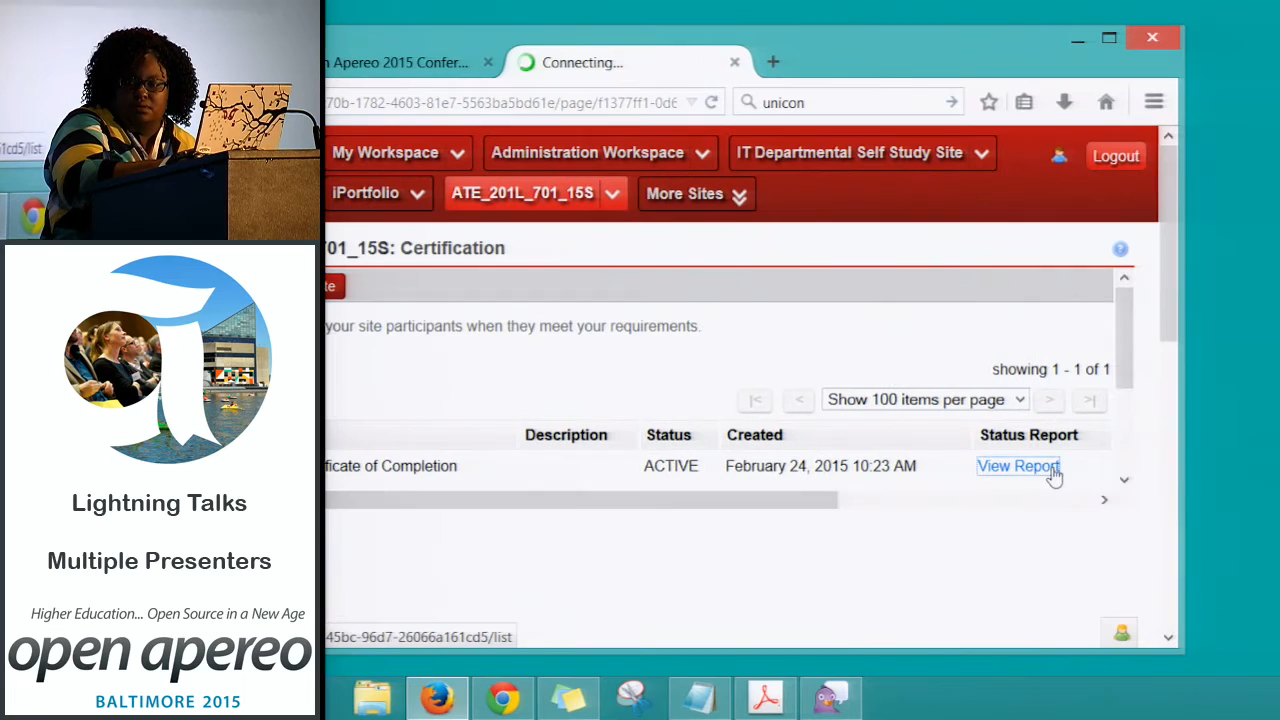 n Apereo 2015 Confer...
Connecting...
70b-1782-4603-81e7-5563ba5bd61e/page/f1377ff1-0d6
unicon
My Workspace
Administration Workspace
IT Departmental Self Study Site
Logout
iPortfolio
ATE_201L_701_15S
More Sites
701_15S: Certification
te
your site participants when they meet your requirements.
showing 1 - 1 of 1
|<
<
Show 100 items per page
>
>|
Description
Status
Created
Status Report
ficate of Completion
ACTIVE
February 24, 2015 10:23 AM
View Report
45bc-96d7-26066a161cd5/list
61cd5/list
Lightning Talks
Multiple Presenters
Higher Education... Open Source in a New Age
open apereo
BALTIMORE 2015